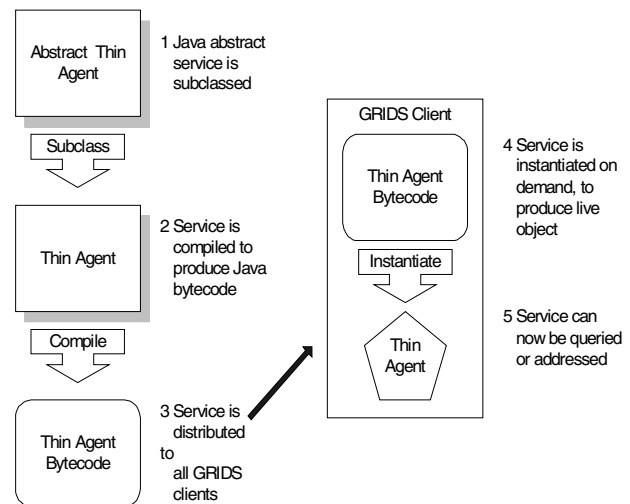 Abstract Thin
Agent
1 Java abstract
service is
subclassed
Subclass
Thin Agent
2 Service is
compiled to
produce Java
bytecode
Compile
Thin Agent
Bytecode
3 Service is
distributed
to
all GRIDS
clients
GRIDS Client
Thin Agent
Bytecode
4 Service is
instantiated on
demand, to
produce live
object
Instantiate
Thin
Agent
5 Service can
now be queried
or addressed